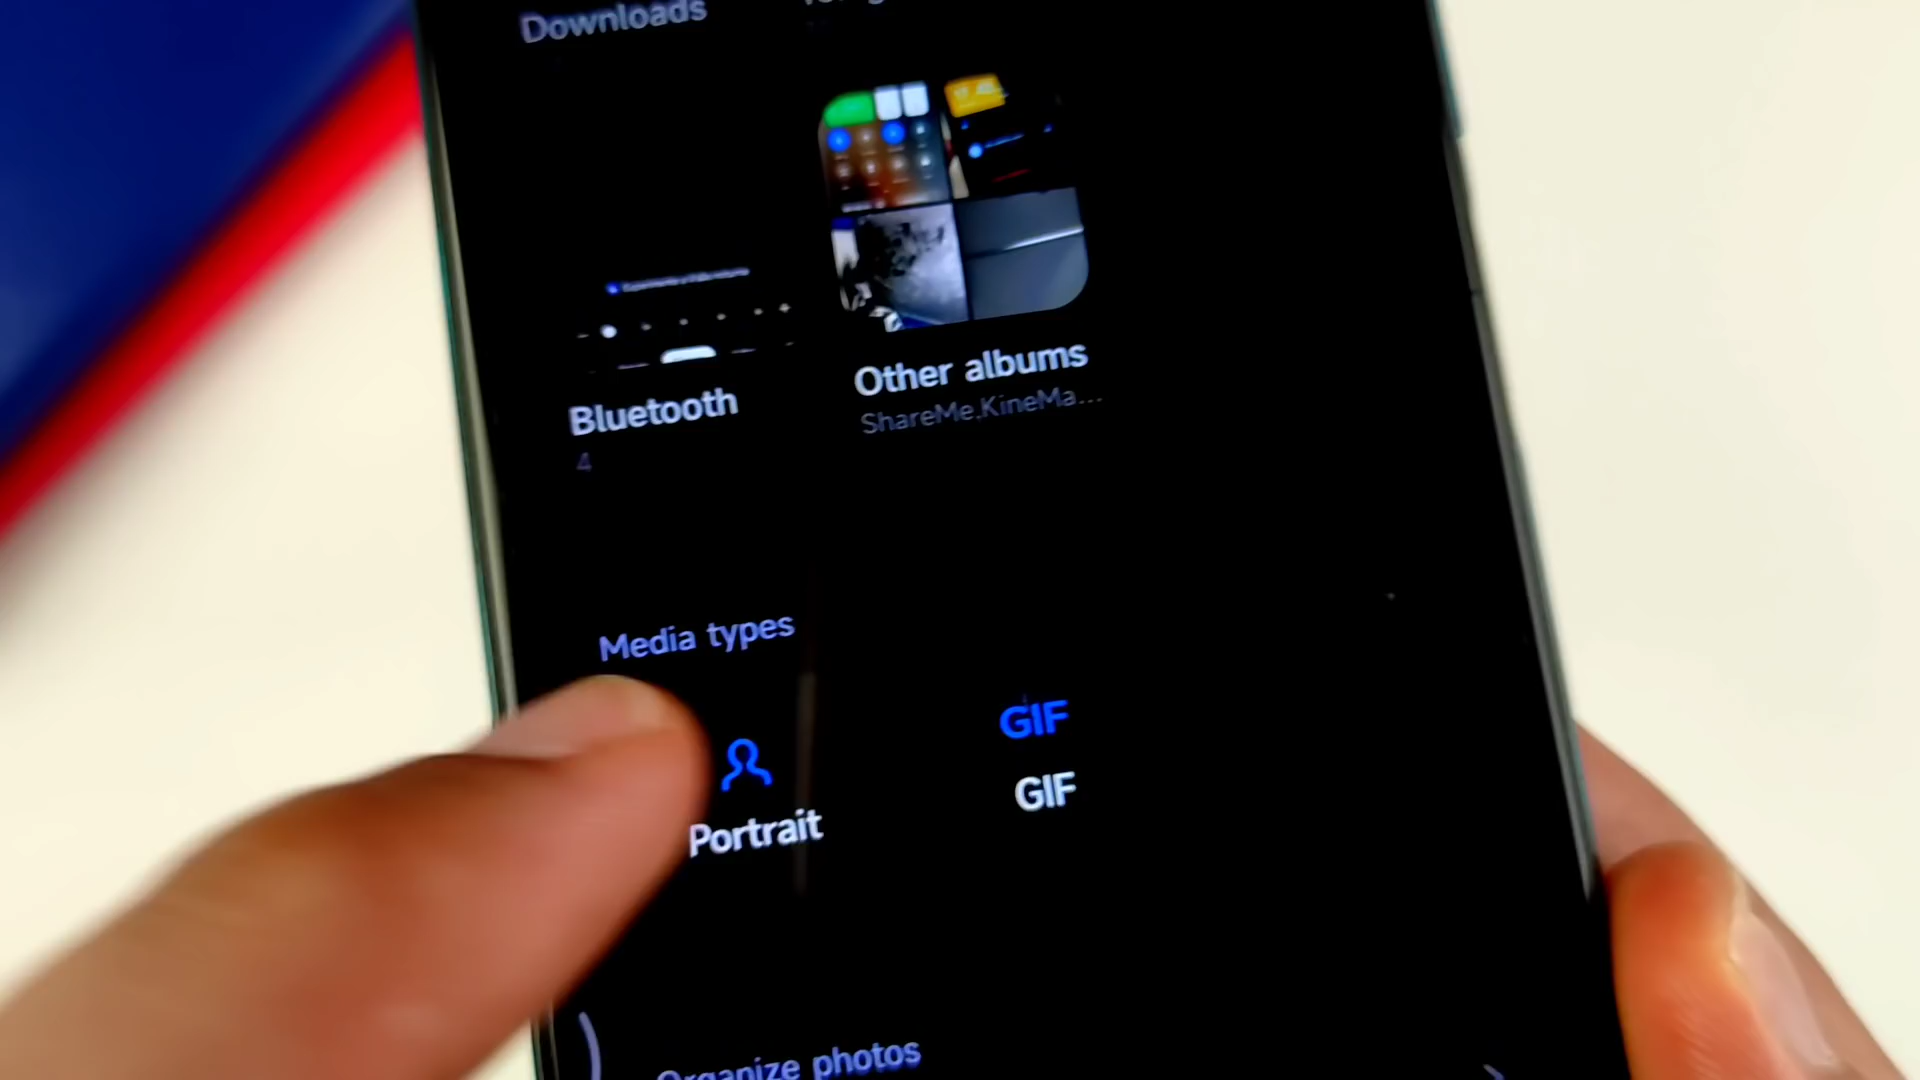 Downloads
Bluetooth
4
Other albums
ShareMe,KineMa...
Media types
GIF
Portrait
GIF
Organize photos